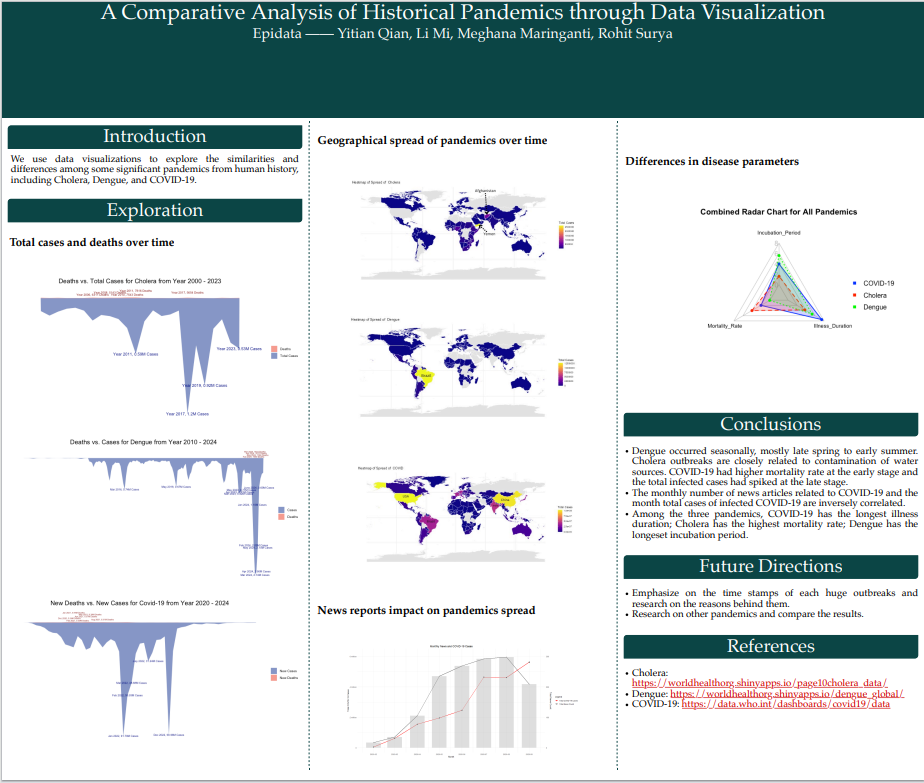 A Comparative Analysis of Historical Pandemics through Data Visualization
Epidata —— Yitian Qian, Li Mi, Meghana Maringanti, Rohit Surya
Introduction
We use data visualizations to explore the similarities and
differences among some significant pandemics from human history,
including Cholera, Dengue, and COVID-19.
Exploration
Total cases and deaths over time
Deaths vs. Total Cases for Cholera from Year 2000 - 2023
Year 2011, 0.59M Cases
Year 2023, 0.55M Cases
Year 2017, 1.2M Cases
Deaths
Total Cases
Deaths vs. Cases for Dengue from Year 2010 - 2024
Cases
Deaths
New Deaths vs. New Cases for Covid-19 from Year 2020 - 2024
New Cases
New Deaths
Geographical spread of pandemics over time
Heatmap of Spread of Cholera
Afghanistan
Yemen
Total Cases
Heatmap of Spread of Dengue
Brazil
Total Cases
Heatmap of Spread of COVID
Total Cases
News reports impact on pandemics spread
Monthly News and COVID-19 Cases
Differences in disease parameters
Combined Radar Chart for All Pandemics
Incubation_Period
Mortality_Rate
Illness_Duration
COVID-19
Cholera
Dengue
Conclusions
• Dengue occurred seasonally, mostly late spring to early summer.
Cholera outbreaks are closely related to contamination of water
sources. COVID-19 had higher mortality rate at the early stage and
the total infected cases had spiked at the late stage.
• The monthly number of news articles related to COVID-19 and the
month total cases of infected COVID-19 are inversely correlated.
• Among the three pandemics, COVID-19 has the longest illness
duration; Cholera has the highest mortality rate; Dengue has the
longeset incubation period.
Future Directions
• Emphasize on the time stamps of each huge outbreaks and
research on the reasons behind them.
• Research on other pandemics and compare the results.
References
• Cholera:
https://worldhealthorg.shinyapps.io/page10cholera_data/
• Dengue: https://worldhealthorg.shinyapps.io/dengue_global/
• COVID-19: https://data.who.int/dashboards/covid19/data